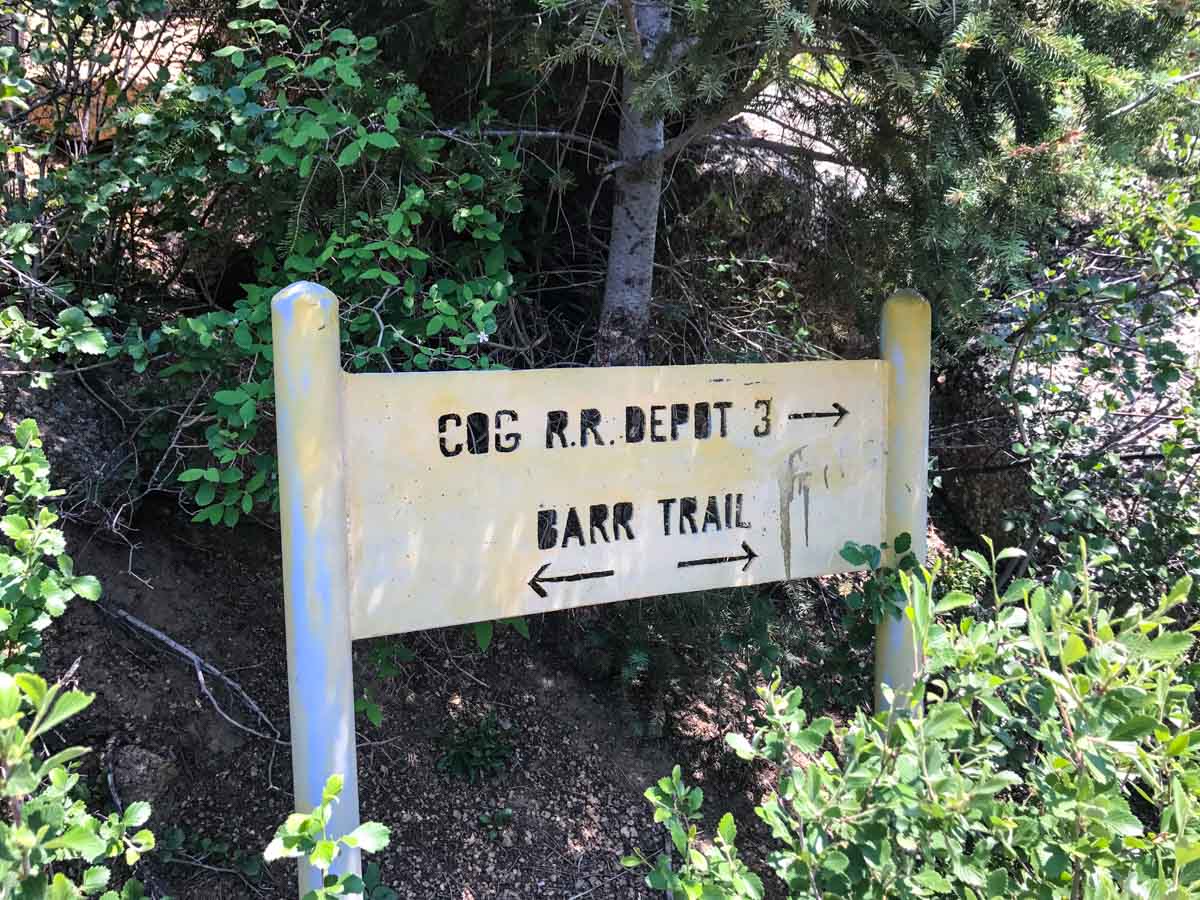 COG R.R. DEPOT 3 →
BARR TRAIL
← →